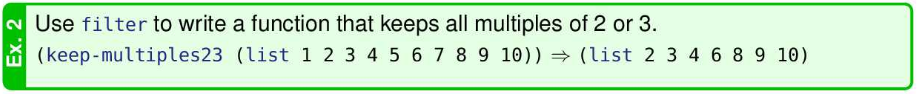 Ex. 2
Use filter to write a function that keeps all multiples of 2 or 3.
(keep-multiples23 (list 1 2 3 4 5 6 7 8 9 10)) ⇒ (list 2 3 4 6 8 9 10)